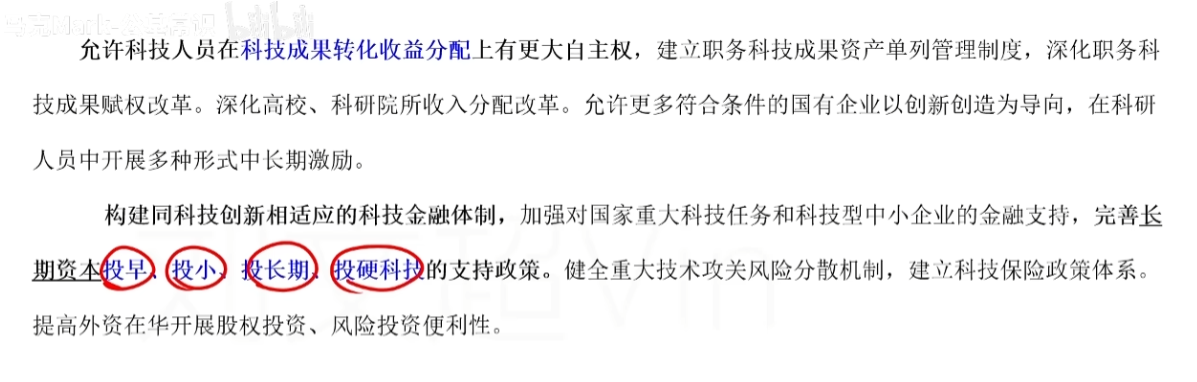 bilibili
允许科技人员在科技成果转化收益分配上有更大自主权，建立职务科技成果资产单列管理制度，深化职务科
技成果赋权改革。深化高校、科研院所收入分配改革。允许更多符合条件的国有企业以创新创造为导向，在科研
人员中开展多种形式中长期激励。
构建同科技创新相适应的科技金融体制，加强对国家重大科技任务和科技型中小企业的金融支持，完善长
期资本投早、投小、投长期、投硬科技的支持政策。健全重大技术攻关风险分散机制，建立科技保险政策体系。
提高外资在华开展股权投资、风险投资便利性。